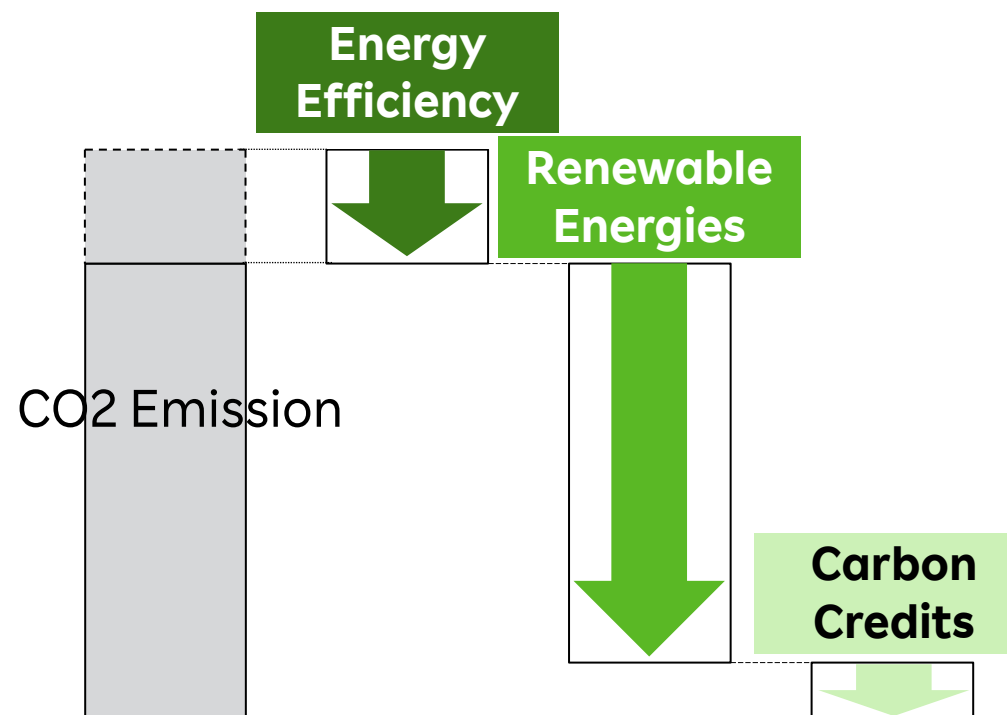 Energy
Efficiency
Renewable
Energies
CO2 Emission
Carbon
Credits